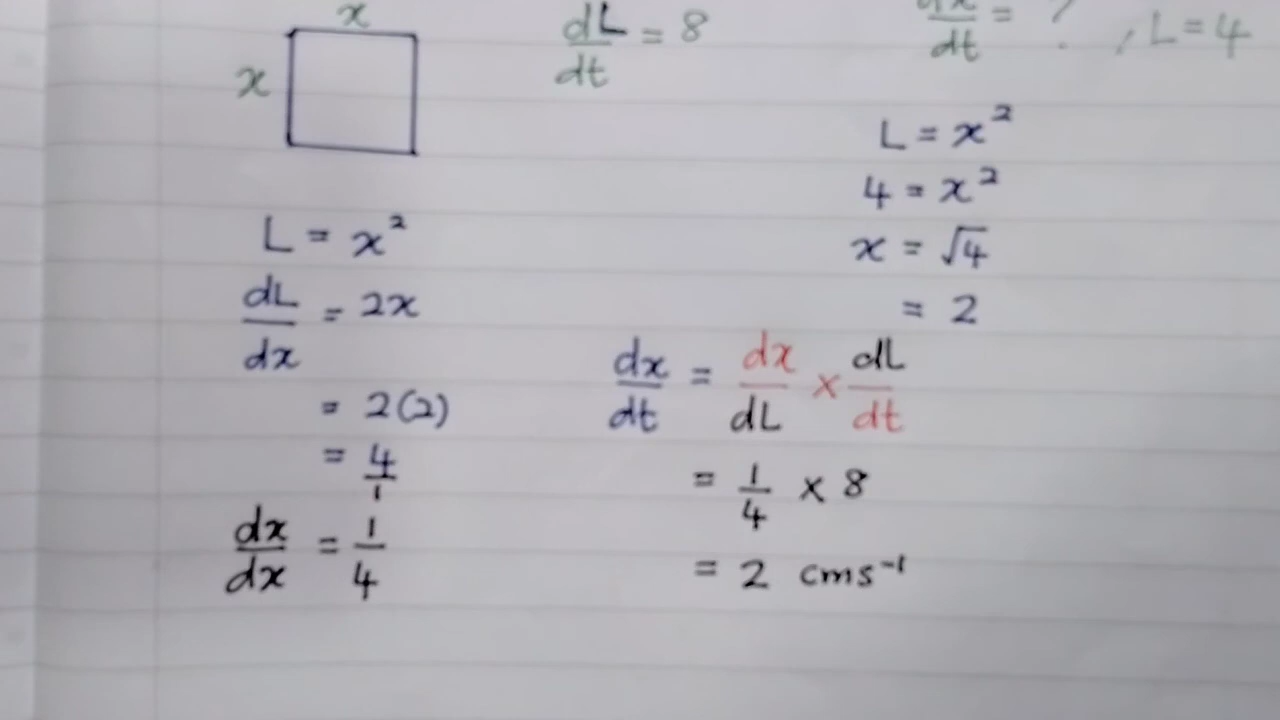 x
x
dL/dt = 8
dx/dt = ? , L = 4
L = x²
dL/dx = 2x
= 2(2)
= 4/1
dx/dx = 1/4
L = x²
4 = x²
x = √4
= 2
dx/dt = dx/dL × dL/dt
= 1/4 × 8
= 2 cms⁻¹